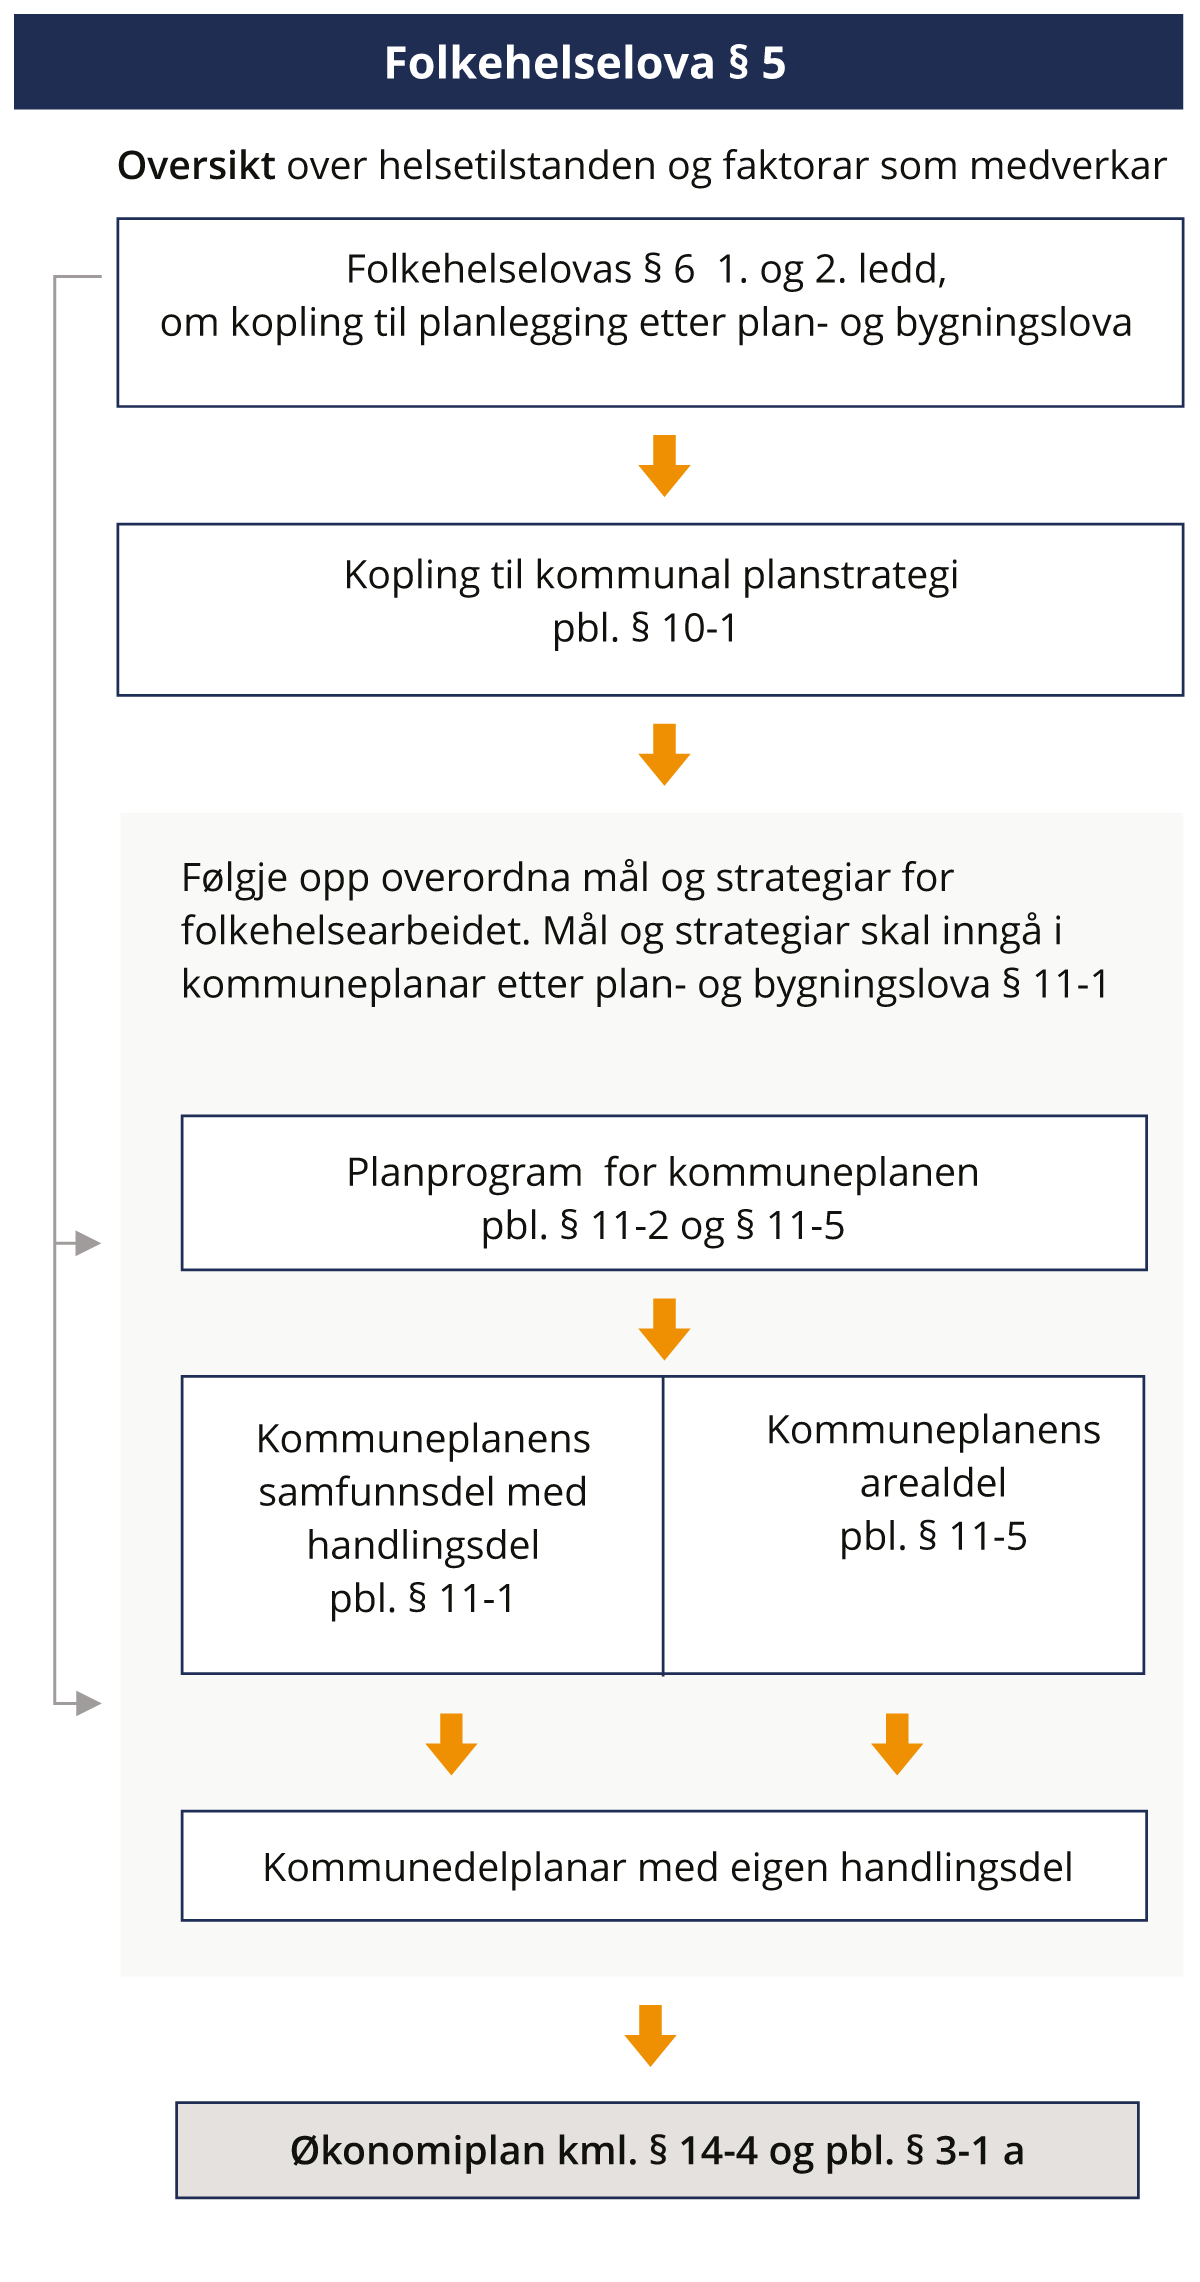 Folkehelselova § 5
Oversikt over helsetilstanden og faktorar som medverkar
Folkehelselovas § 6  1. og 2. ledd,
om kopling til planlegging etter plan- og bygningslova
Kopling til kommunal planstrategi
pbl. § 10-1
Følgje opp overordna mål og strategiar for
folkehelsearbeidet. Mål og strategiar skal inngå i
kommuneplanar etter plan- og bygningslova § 11-1
Planprogram  for kommuneplanen
pbl. § 11-2 og § 11-5
Kommuneplanens
samfunnsdel med
handlingsdel
pbl. § 11-1
Kommuneplanens
arealdel
pbl. § 11-5
Kommunedelplanar med eigen handlingsdel
Økonomiplan kml. § 14-4 og pbl. § 3-1 a